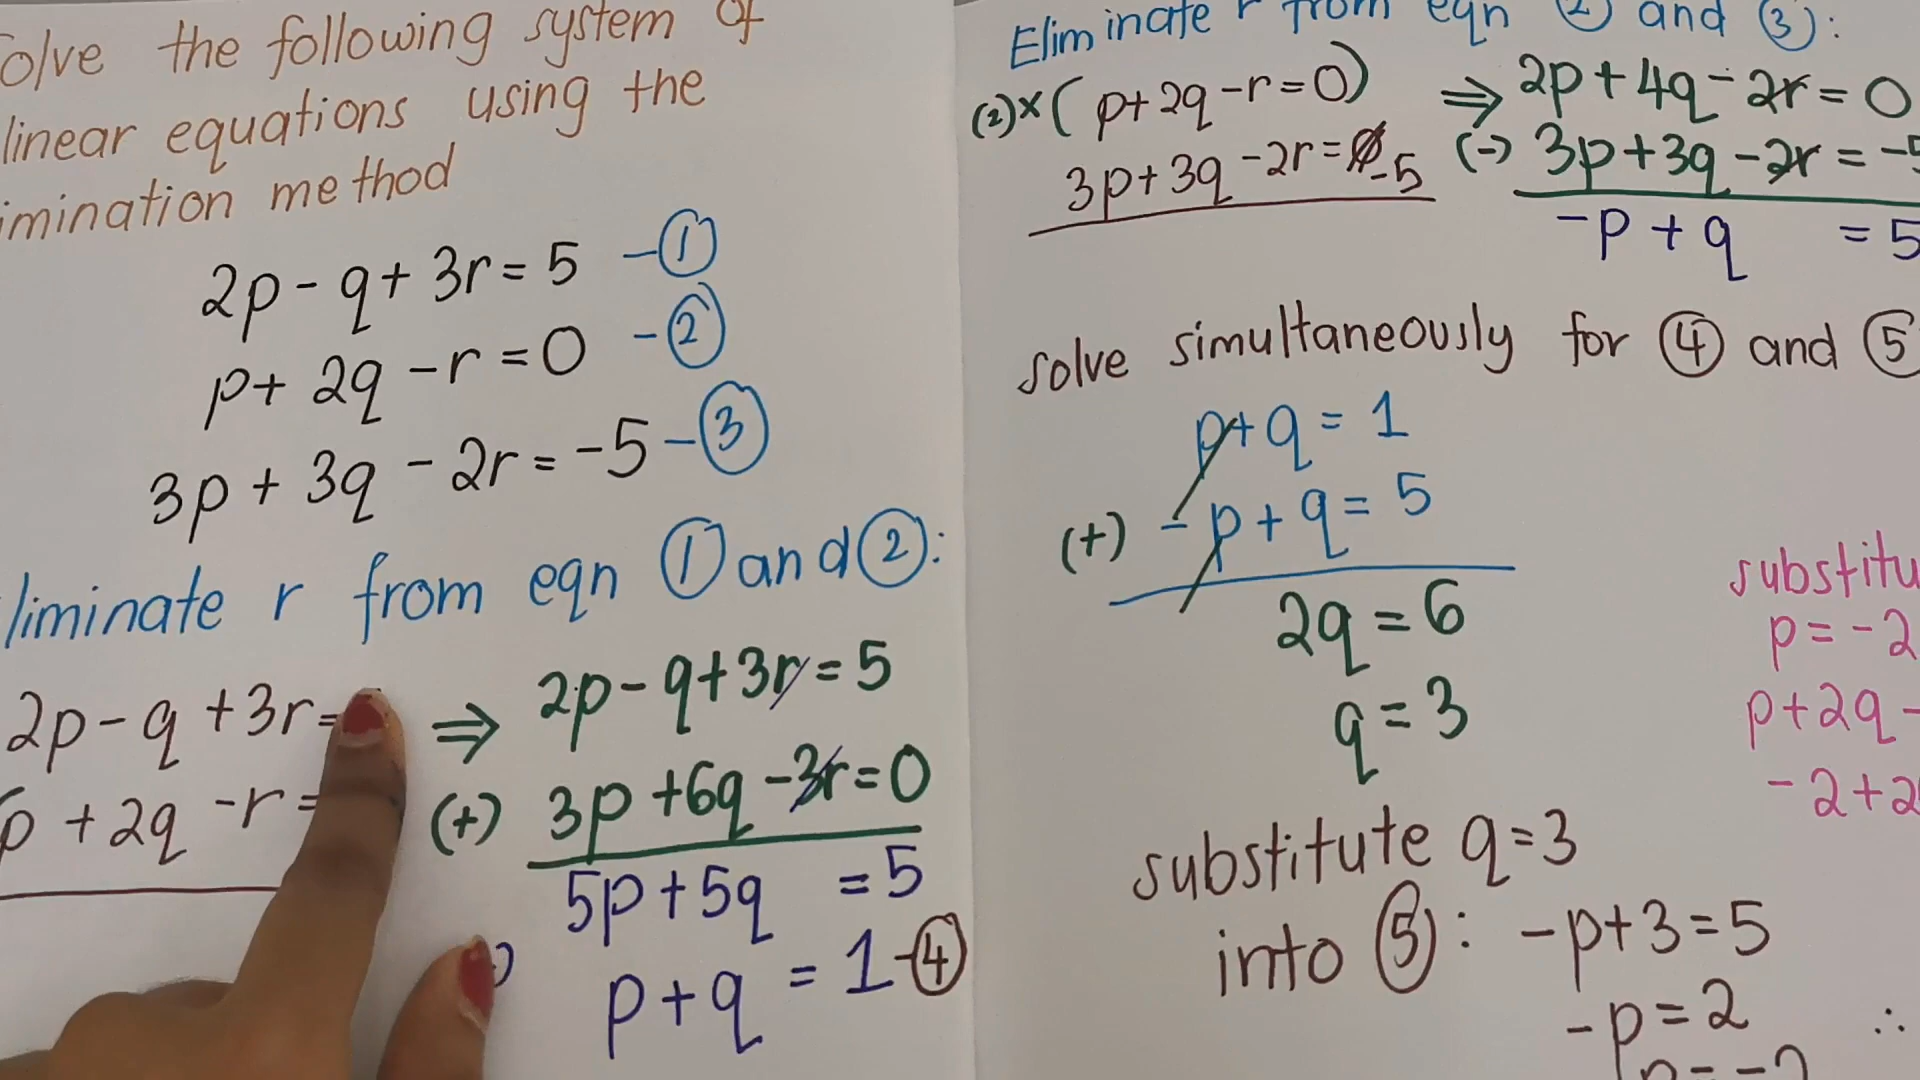 olve the following system of
linear equations using the
imination method
2p - q + 3r = 5 - ①
p + 2q - r = 0 - ②
3p + 3q - 2r = -5 - ③
liminate r from eqn ① and ②:
2p - q + 3r =
p + 2q - r =
⇒ 2p - q + 3r = 5
(+) 3p + 6q - 3r = 0
5p + 5q = 5
p + q = 1 - ④
Eliminate r from eqn ② and ③:
(2)×(p + 2q - r = 0)
3p + 3q - 2r = -5
⇒ 2p + 4q - 2r = 0
(-) 3p + 3q - 2r = -5
-p + q = 5
solve simultaneously for ④ and ⑤
p + q = 1
(+) -p + q = 5
2q = 6
q = 3
substitute q = 3
into ⑤: -p + 3 = 5
-p = 2
p = -2
substitu
p = -2
p + 2q -
-2 + 2
∴